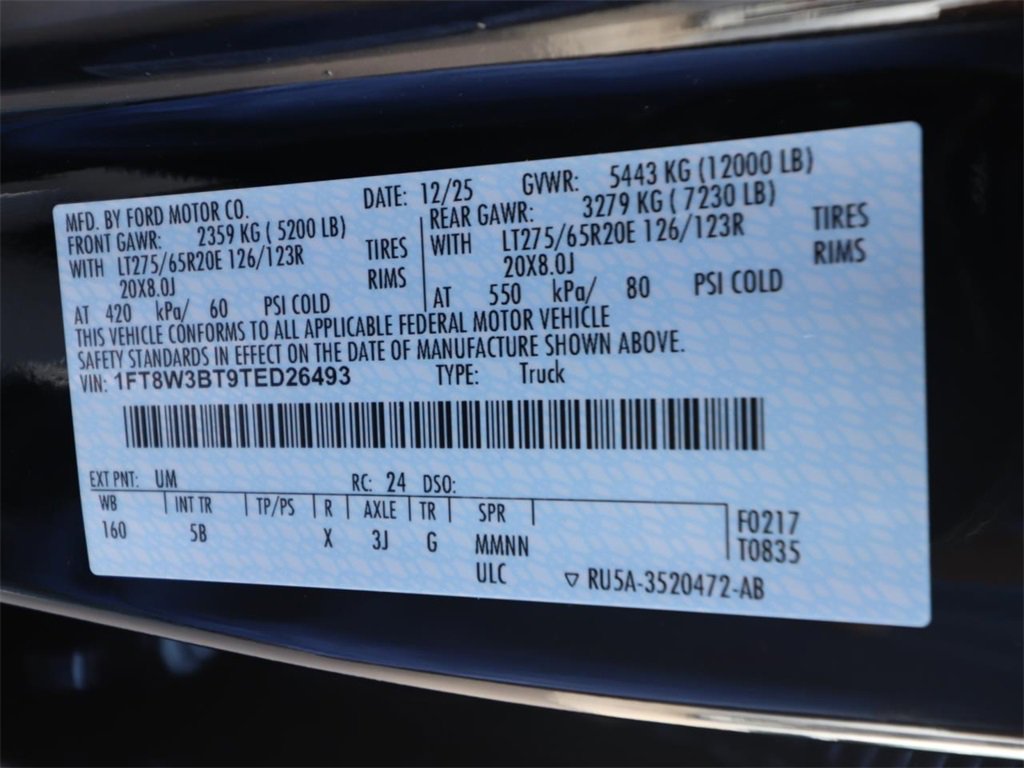 MFD. BY FORD MOTOR CO. DATE: 12/25 GVWR: 5443 KG (12000 LB)
FRONT GAWR: 2359 KG ( 5200 LB) REAR GAWR: 3279 KG ( 7230 LB)
WITH LT275/65R20E 126/123R TIRES WITH LT275/65R20E 126/123R TIRES
20X8.0J RIMS 20X8.0J RIMS
AT 420 kPa/ 60 PSI COLD AT 550 kPa/ 80 PSI COLD
THIS VEHICLE CONFORMS TO ALL APPLICABLE FEDERAL MOTOR VEHICLE
SAFETY STANDARDS IN EFFECT ON THE DATE OF MANUFACTURE SHOWN ABOVE.
VIN: 1FT8W3BT9TED26493 TYPE: Truck
EXT PNT: UM RC: 24 DSO:
WB INT TR TP/PS R AXLE TR SPR F0217
160 5B X 3J G MMNN T0835
ULC ▽ RU5A-3520472-AB